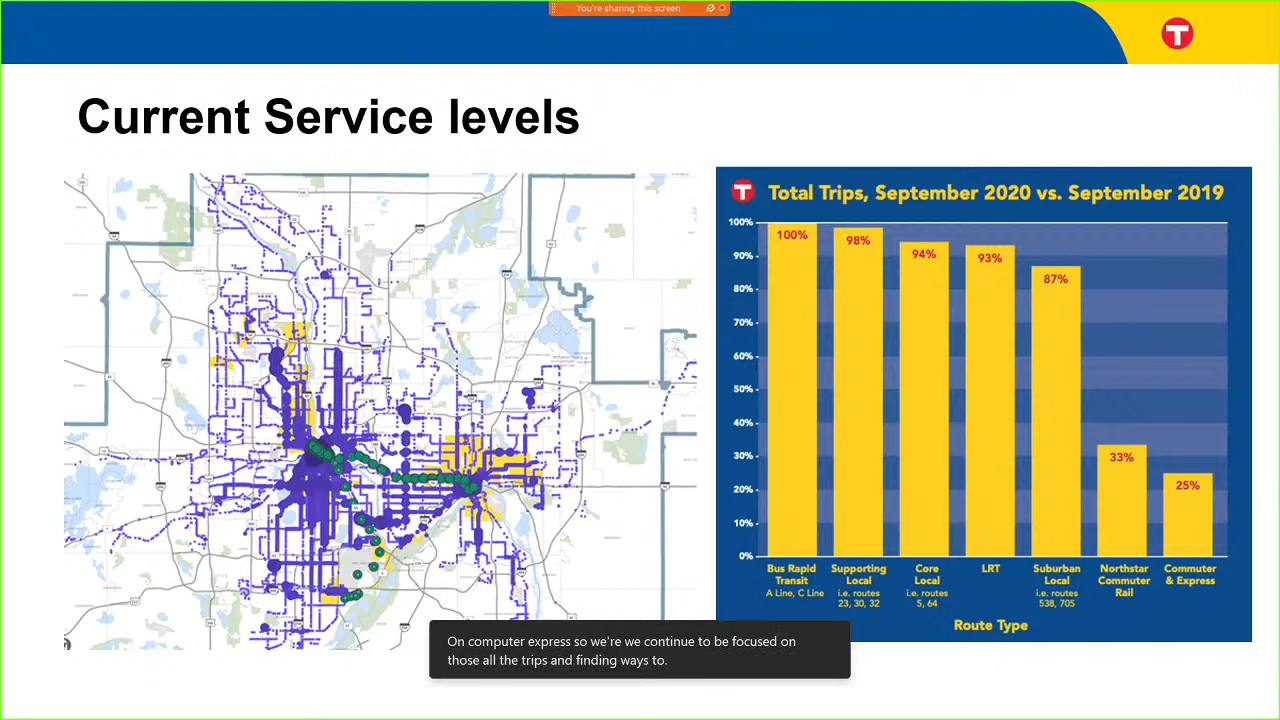 You're sharing this screen
T
Current Service levels
T Total Trips, September 2020 vs. September 2019
100%
90%
80%
70%
60%
50%
40%
30%
20%
10%
0%
100%
98%
94%
93%
87%
33%
25%
Bus Rapid
Transit
A Line, C Line
Supporting
Local
i.e. routes
23, 30, 32
Core
Local
i.e. routes
5, 64
LRT
Suburban
Local
i.e. routes
538, 705
Northstar
Commuter
Rail
Commuter
& Express
Route Type
On computer express so we're we continue to be focused on
those all the trips and finding ways to.